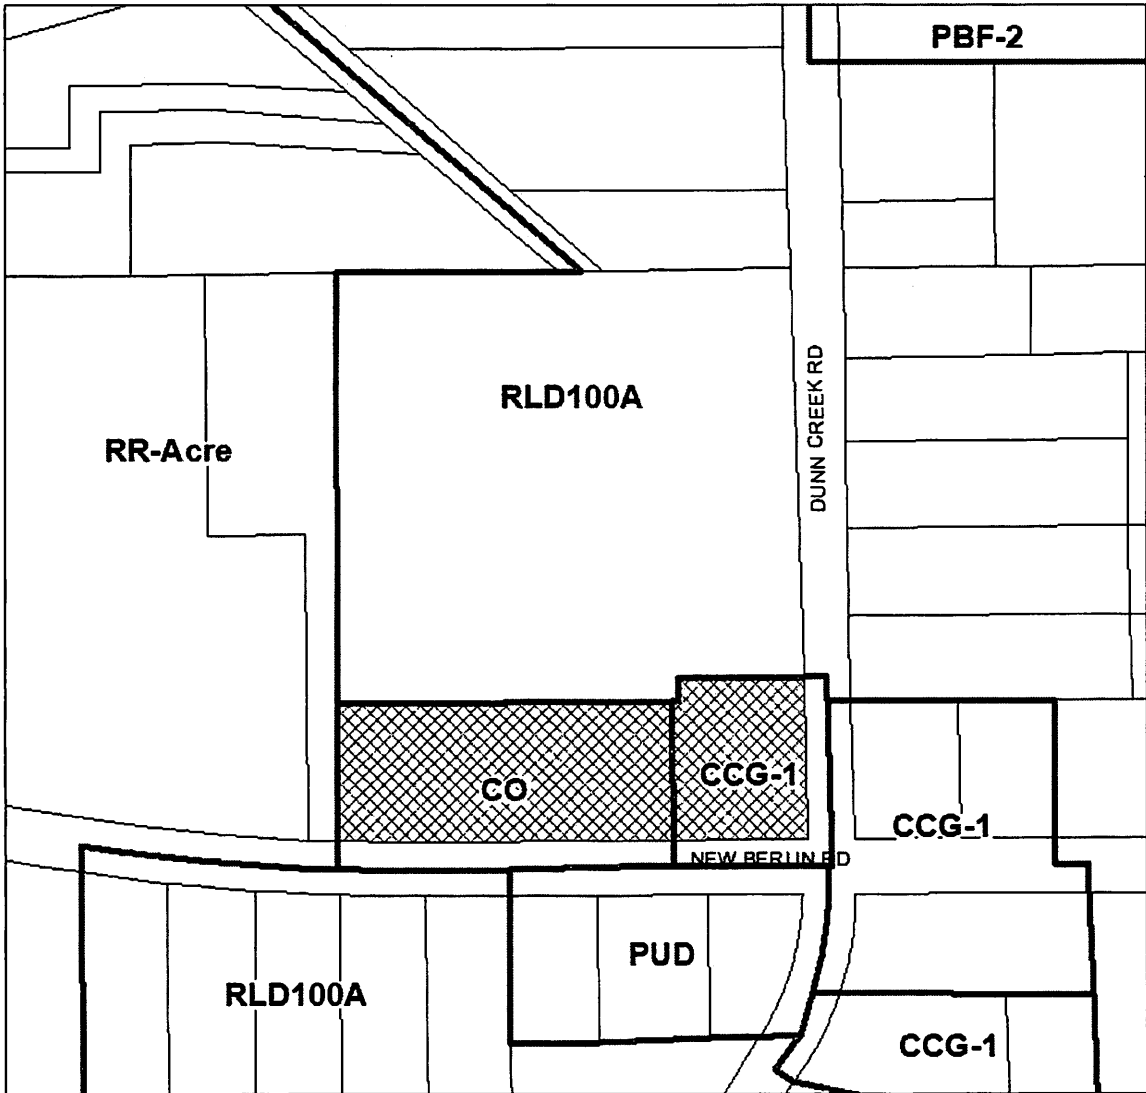 PBF-2
RLD100A
DUNN CREEK RD
RR-Acre
CO
CCG-1
CCG-1
NEW BERLIN RD
PUD
RLD100A
CCG-1